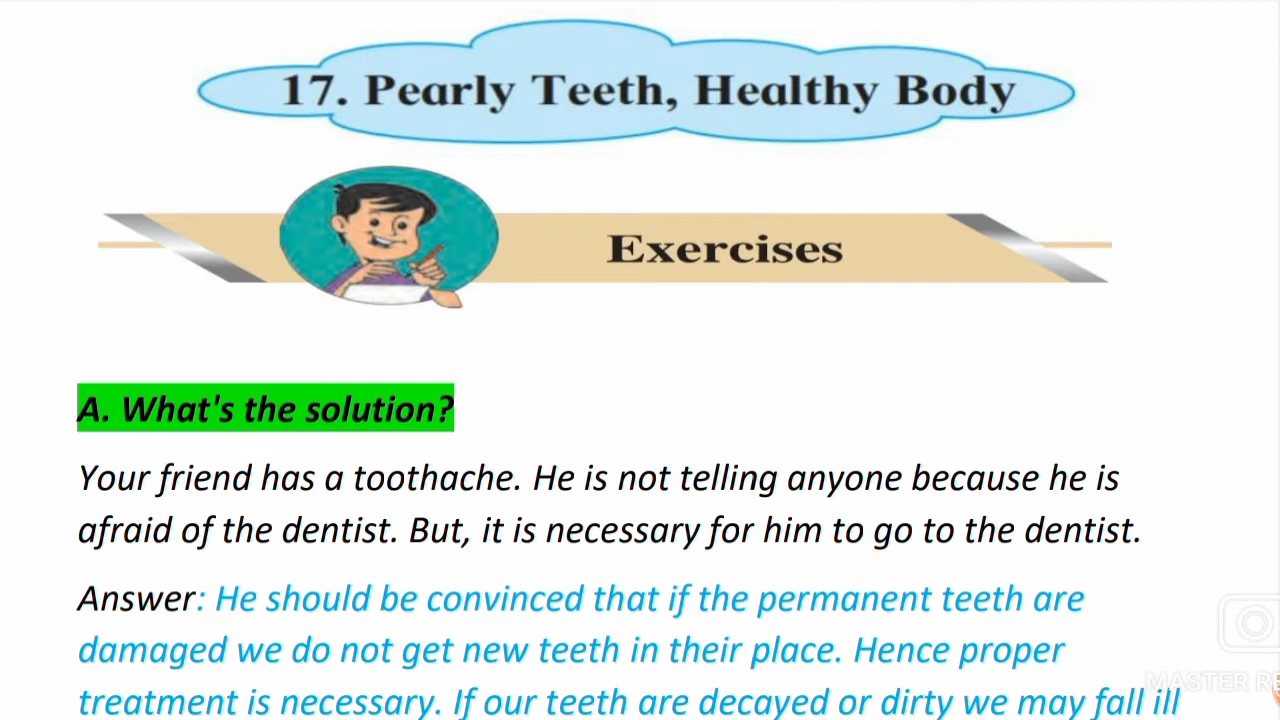 17. Pearly Teeth, Healthy Body
Exercises
A. What's the solution?
Your friend has a toothache. He is not telling anyone because he is
afraid of the dentist. But, it is necessary for him to go to the dentist.
Answer: He should be convinced that if the permanent teeth are
damaged we do not get new teeth in their place. Hence proper
treatment is necessary. If our teeth are decayed or dirty we may fall ill
MASTER